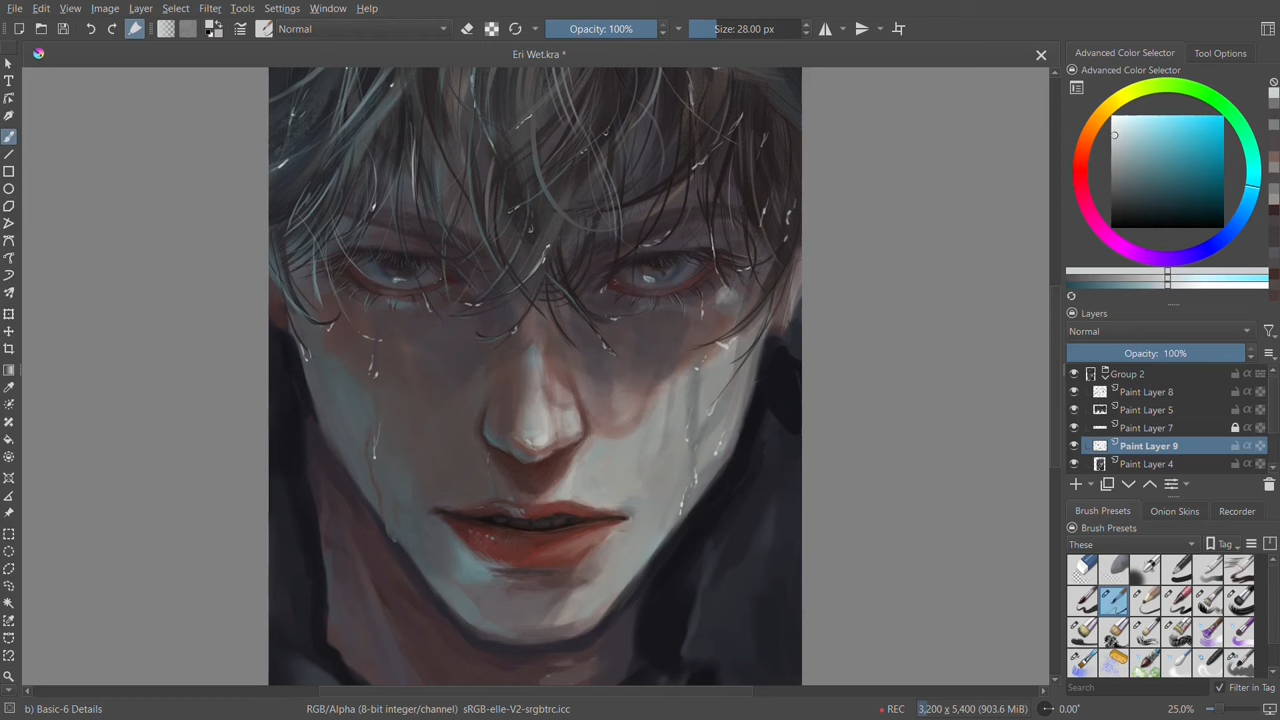 File Edit View Image Layer Select Filter Tools Settings Window Help
Normal Opacity: 100% Size: 28.00 px
Eri Wet.kra *
Advanced Color Selector Tool Options
Advanced Color Selector
Layers
Normal
Opacity: 100%
Group 2
Paint Layer 8
Paint Layer 5
Paint Layer 7
Paint Layer 9
Paint Layer 4
Brush Presets Onion Skins Recorder
Brush Presets
These Tag
Search Filter in Tag
b) Basic-6 Details RGB/Alpha (8-bit integer/channel) sRGB-elle-V2-srgbtrc.icc REC 3,200 x 5,400 (903.6 MiB) 0.00° 25.0%